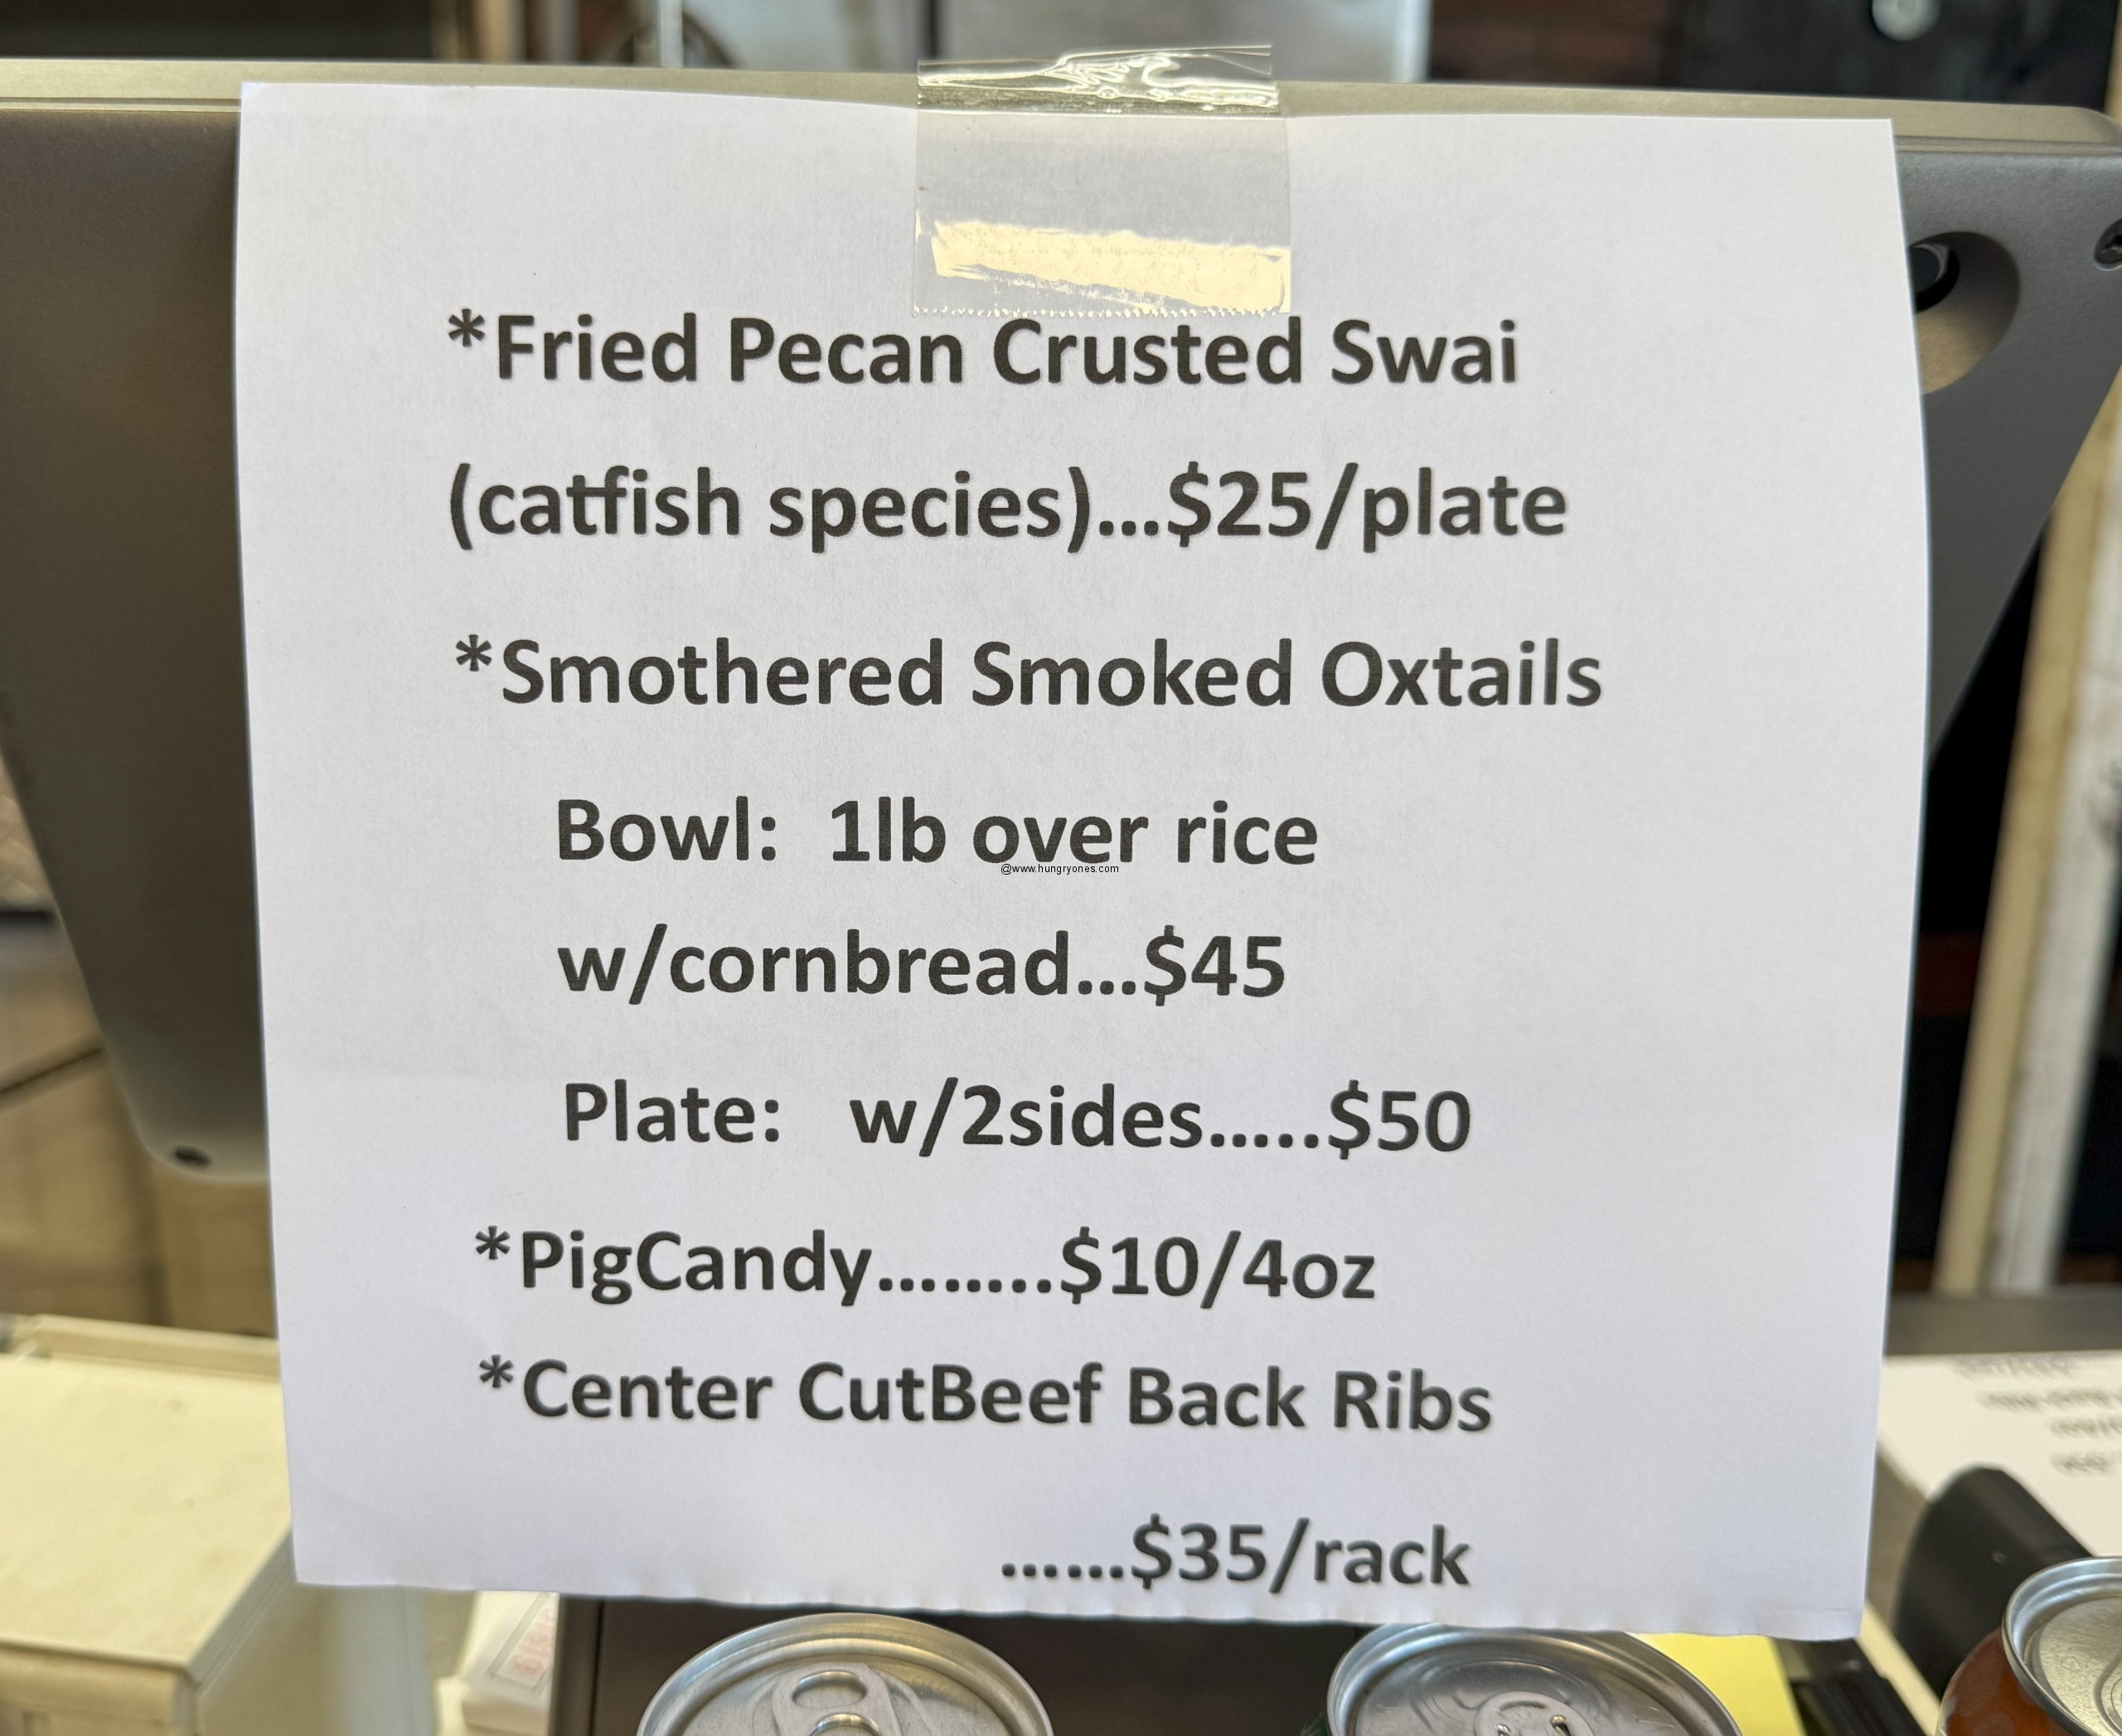 *Fried Pecan Crusted Swai
(catfish species)...$25/plate
*Smothered Smoked Oxtails
Bowl:  1lb over rice
@www.hungryones.com
w/cornbread...$45
Plate:   w/2sides.....$50
*PigCandy........$10/4oz
*Center CutBeef Back Ribs
......$35/rack